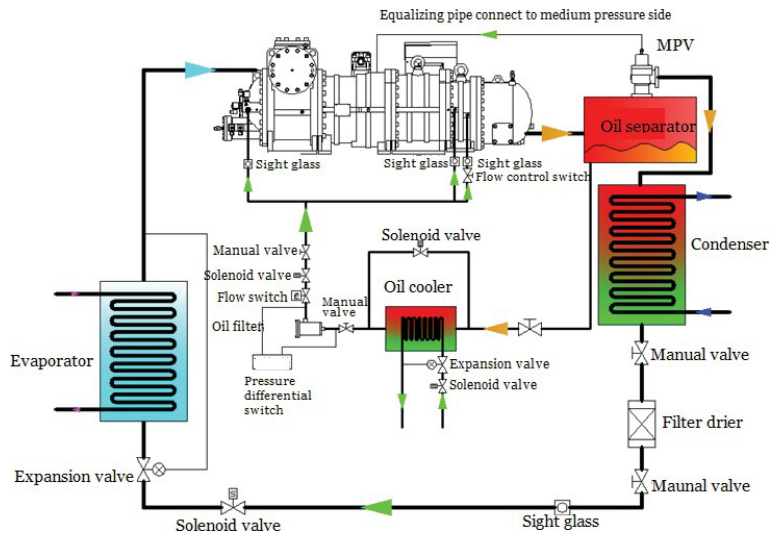 Equalizing pipe connect to medium pressure side
MPV
Oil separator
Sight glass
Sight glass
Sight glass
Flow control switch
Condenser
Manual valve
Solenoid valve
Solenoid valve
Flow switch
Oil cooler
Manual
valve
Oil filter
Evaporator
Pressure
differential
switch
Expansion valve
Solenoid valve
Manual valve
Filter drier
Expansion valve
Maunal valve
S
Solenoid valve
Sight glass